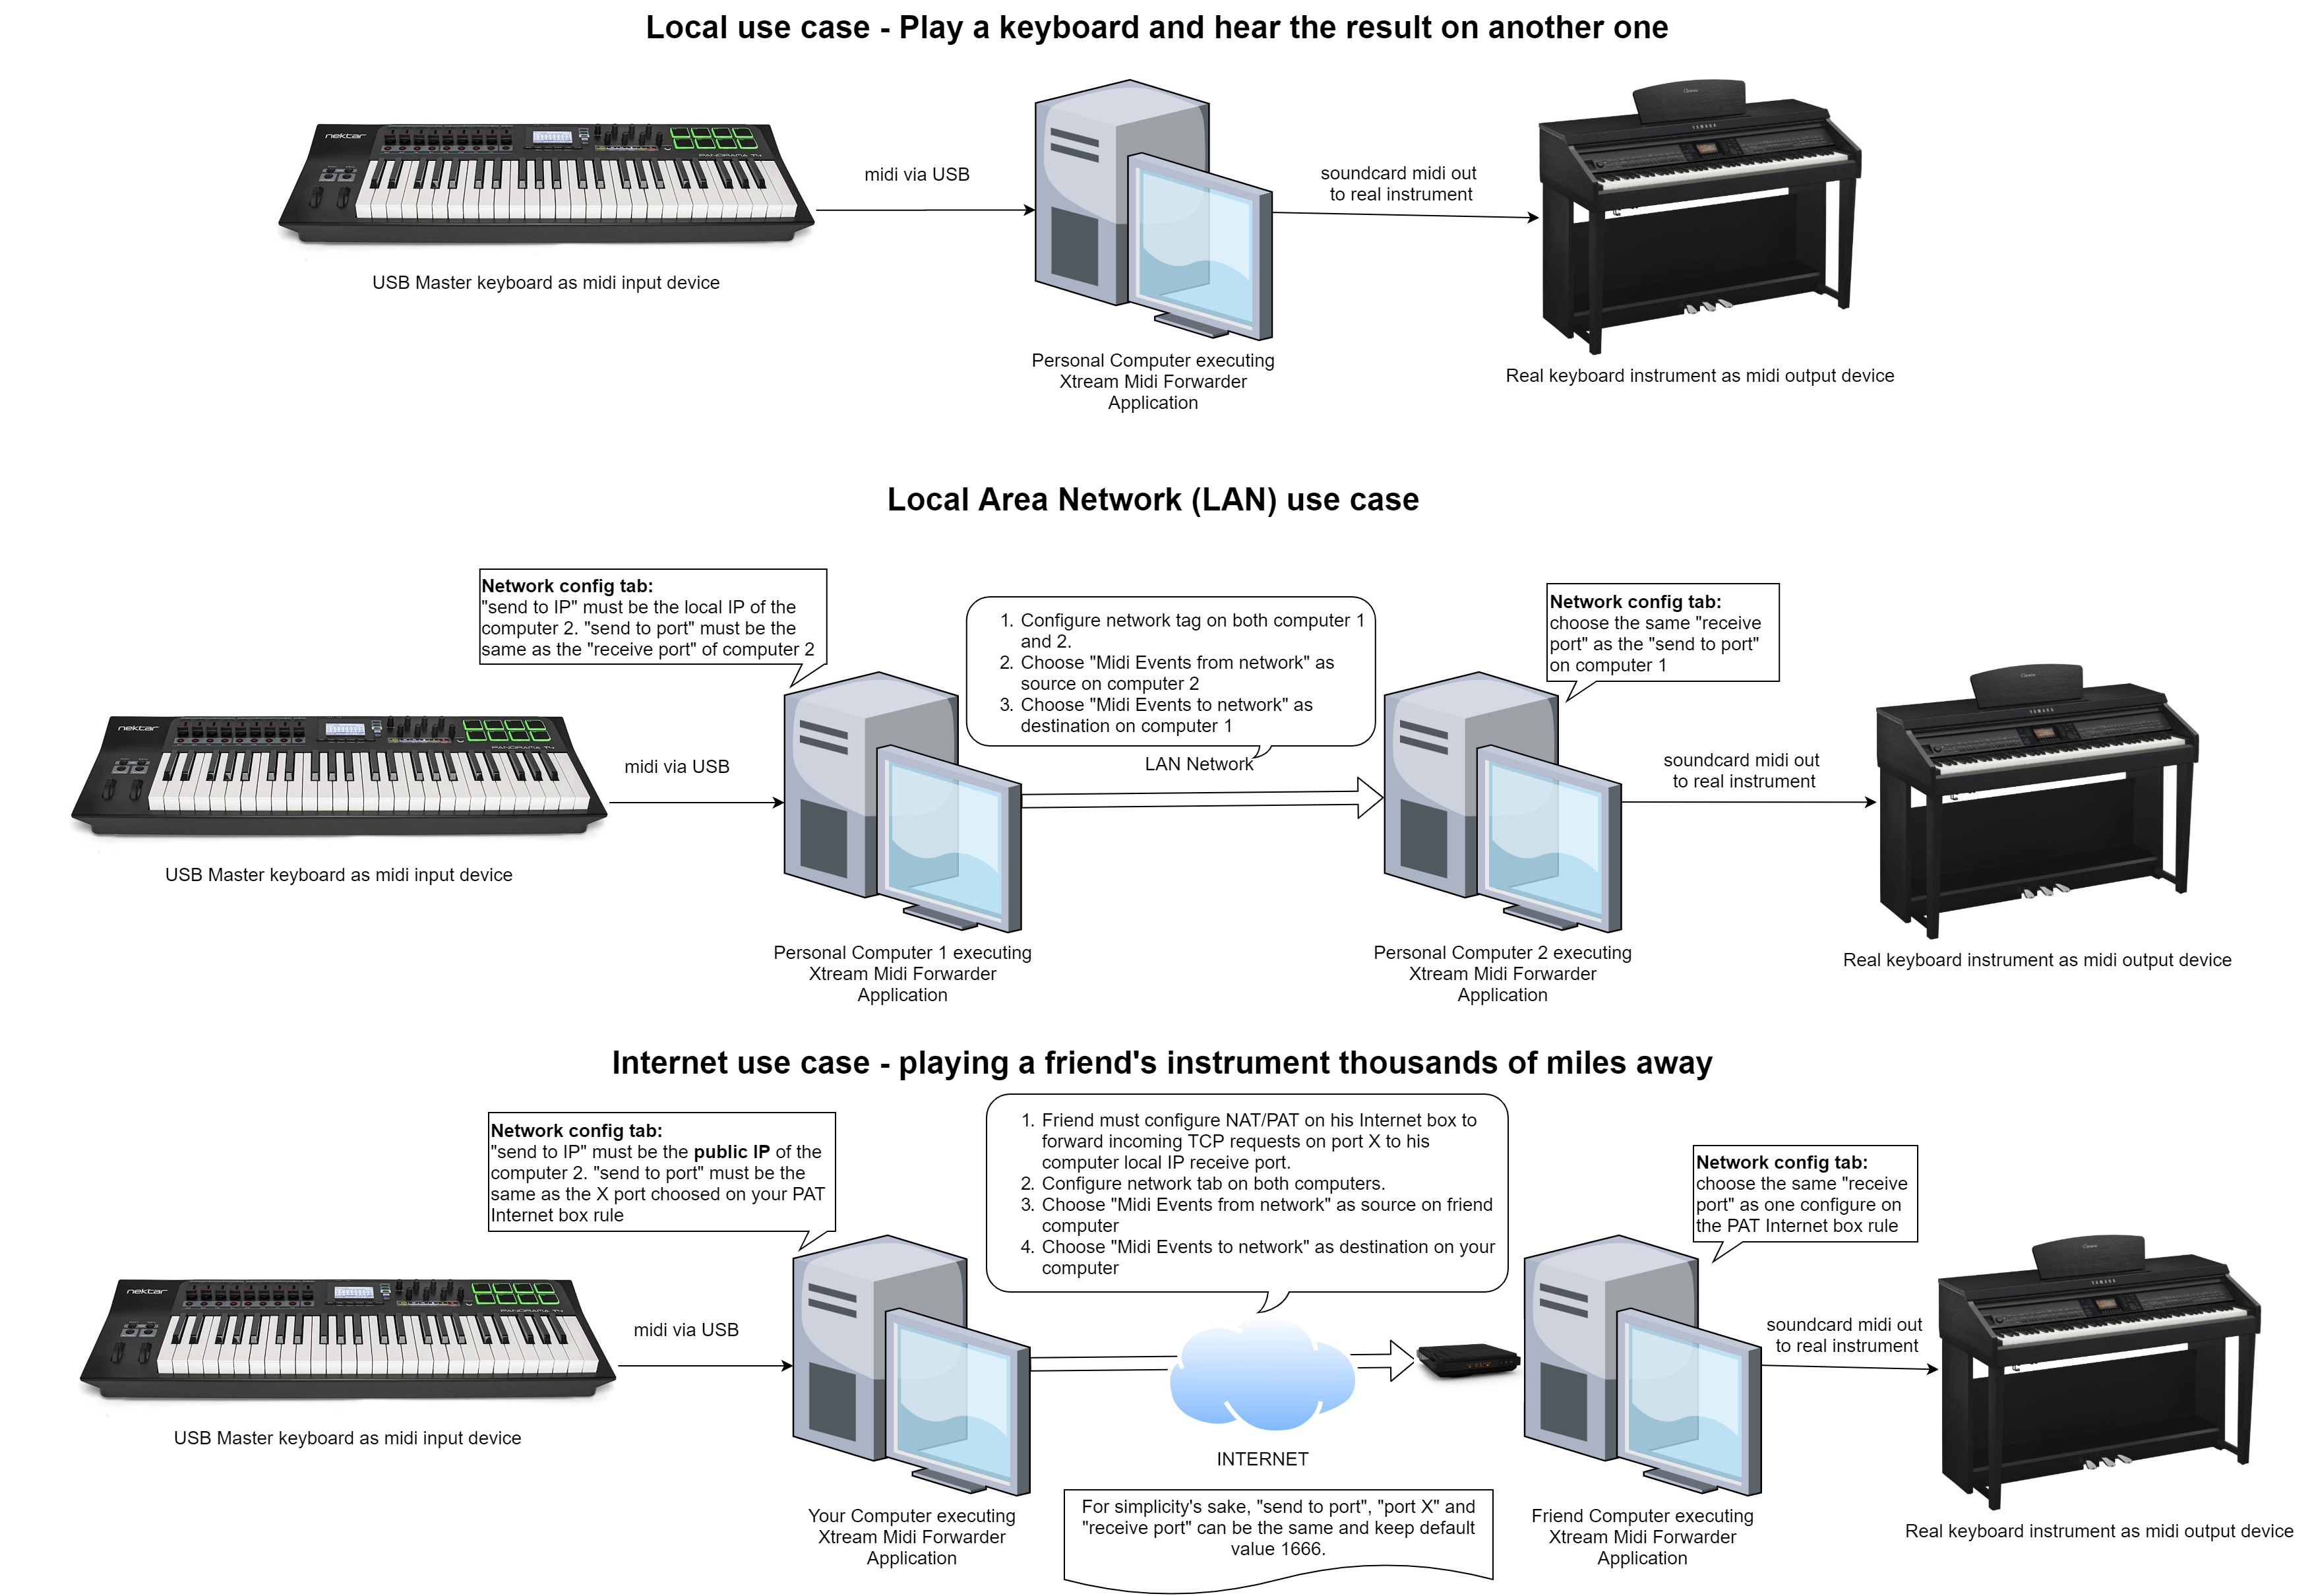 Local use case - Play a keyboard and hear the result on another one
nektar
PANORAMA T4
midi via USB
soundcard midi out
to real instrument
YAMAHA
USB Master keyboard as midi input device
Personal Computer executing
Xtream Midi Forwarder
Application
Real keyboard instrument as midi output device
Local Area Network (LAN) use case
Network config tab:
"send to IP" must be the local IP of the
computer 2. "send to port" must be the
same as the "receive port" of computer 2
1. Configure network tag on both computer 1
and 2.
2. Choose "Midi Events from network" as
source on computer 2
3. Choose "Midi Events to network" as
destination on computer 1
Network config tab:
choose the same "receive
port" as the "send to port"
on computer 1
nektar
PANORAMA T4
midi via USB
LAN Network
soundcard midi out
to real instrument
YAMAHA
USB Master keyboard as midi input device
Personal Computer 1 executing
Xtream Midi Forwarder
Application
Personal Computer 2 executing
Xtream Midi Forwarder
Application
Real keyboard instrument as midi output device
Internet use case - playing a friend's instrument thousands of miles away
Network config tab:
"send to IP" must be the public IP of the
computer 2. "send to port" must be the
same as the X port choosed on your PAT
Internet box rule
1. Friend must configure NAT/PAT on his Internet box to
forward incoming TCP requests on port X to his
computer local IP receive port.
2. Configure network tab on both computers.
3. Choose "Midi Events from network" as source on friend
computer
4. Choose "Midi Events to network" as destination on your
computer
Network config tab:
choose the same "receive
port" as one configure on
the PAT Internet box rule
nektar
PANORAMA T4
midi via USB
soundcard midi out
to real instrument
YAMAHA
USB Master keyboard as midi input device
INTERNET
Your Computer executing
Xtream Midi Forwarder
Application
For simplicity's sake, "send to port", "port X" and
"receive port" can be the same and keep default
value 1666.
Friend Computer executing
Xtream Midi Forwarder
Application
Real keyboard instrument as midi output device